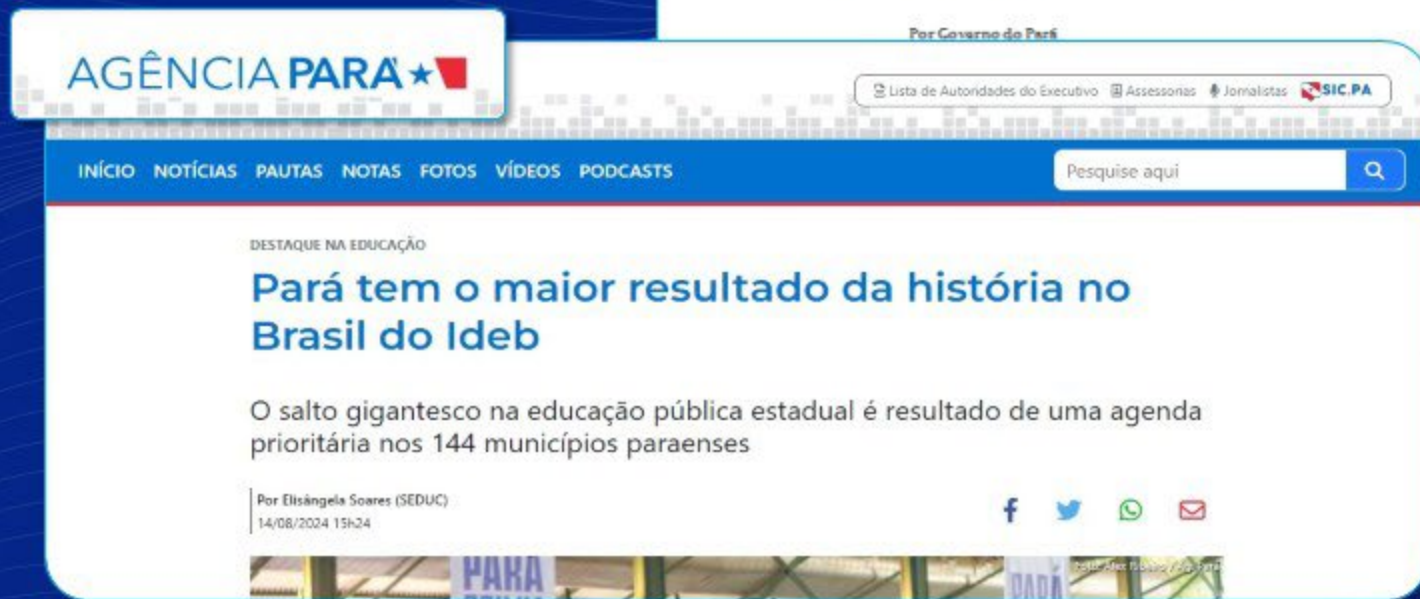 Por Governo do Pará
AGÊNCIA PARÁ
Lista de Autoridades do Executivo Assessorias Jornalistas SIC.PA
INÍCIO NOTÍCIAS PAUTAS NOTAS FOTOS VÍDEOS PODCASTS
Pesquise aqui
DESTAQUE NA EDUCAÇÃO
Pará tem o maior resultado da história no
Brasil do Ideb
O salto gigantesco na educação pública estadual é resultado de uma agenda
prioritária nos 144 municípios paraenses
Por Elisângela Soares (SEDUC)
14/08/2024 15h24
PARÁ
PARÁ